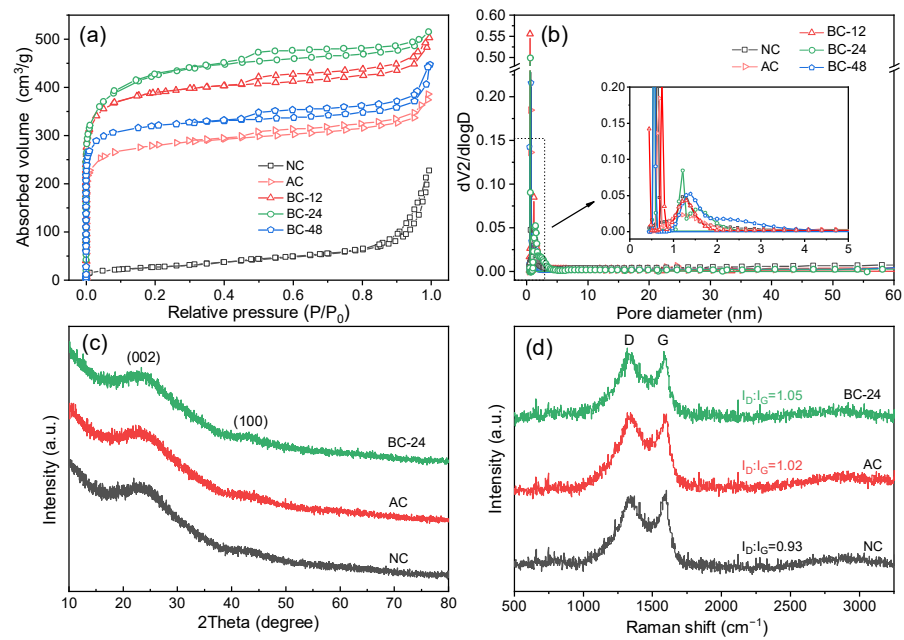 (a)
Absorbed volume (cm³/g)
500
400
300
200
100
0
NC
AC
BC-12
BC-24
BC-48
0.0 0.2 0.4 0.6 0.8 1.0
Relative pressure (P/P₀)
(b)
dV2/dlogD
0.60
0.55
0.50
0.20
0.15
0.10
0.05
0.00
NC
AC
BC-12
BC-24
BC-48
0.20
0.15
0.10
0.05
0.00
0 1 2 3 4 5
0 10 20 30 40 50 60
Pore diameter (nm)
(c)
Intensity (a.u.)
(002)
(100)
BC-24
AC
NC
10 20 30 40 50 60 70 80
2Theta (degree)
(d)
Intensity (a.u.)
D G
I_D:I_G=1.05
BC-24
I_D:I_G=1.02
AC
I_D:I_G=0.93
NC
500 1000 1500 2000 2500 3000
Raman shift (cm⁻¹)